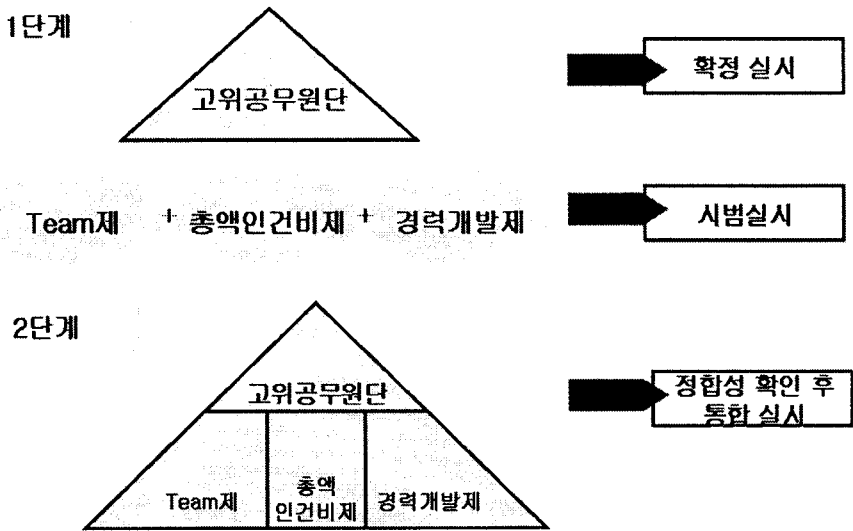 1단계
고위공무원단
확정 실시
Team제 + 총액인건비제 + 경력개발제
시범실시
2단계
고위공무원단
정합성 확인 후
통합 실시
Team제
총액
인건비제
경력개발제